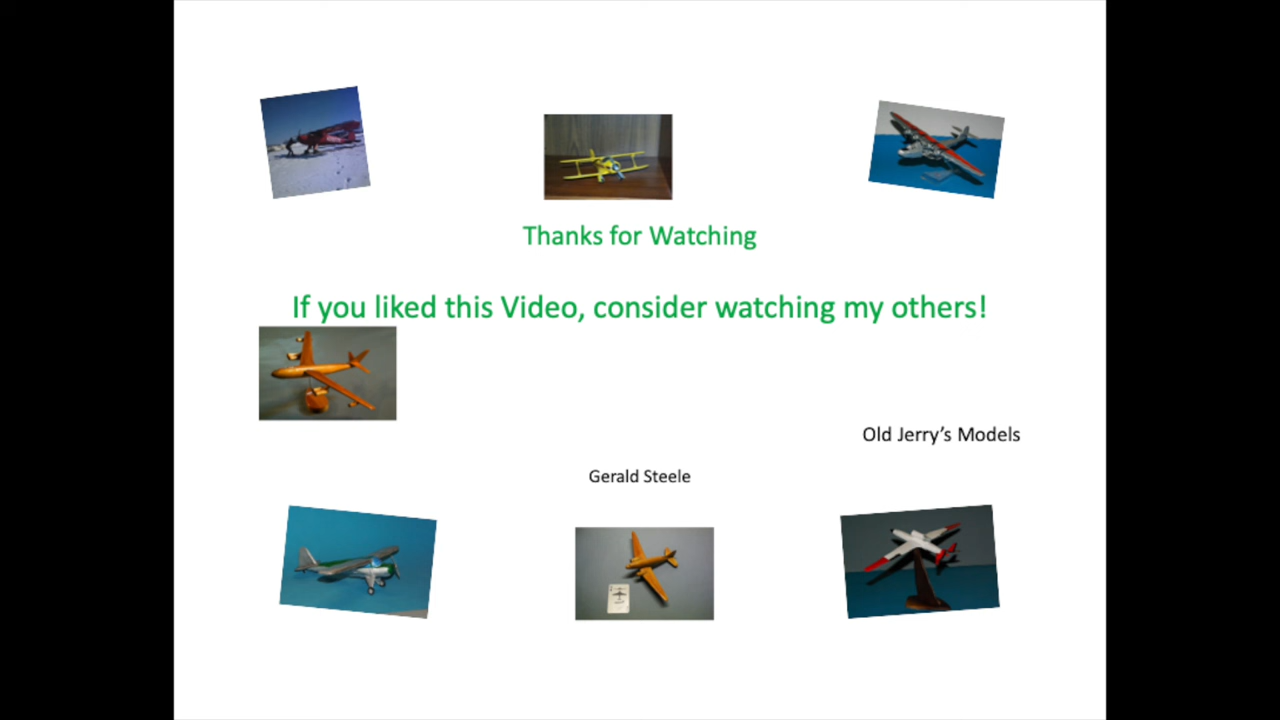 Thanks for Watching
If you liked this Video, consider watching my others!
Old Jerry’s Models
Gerald Steele